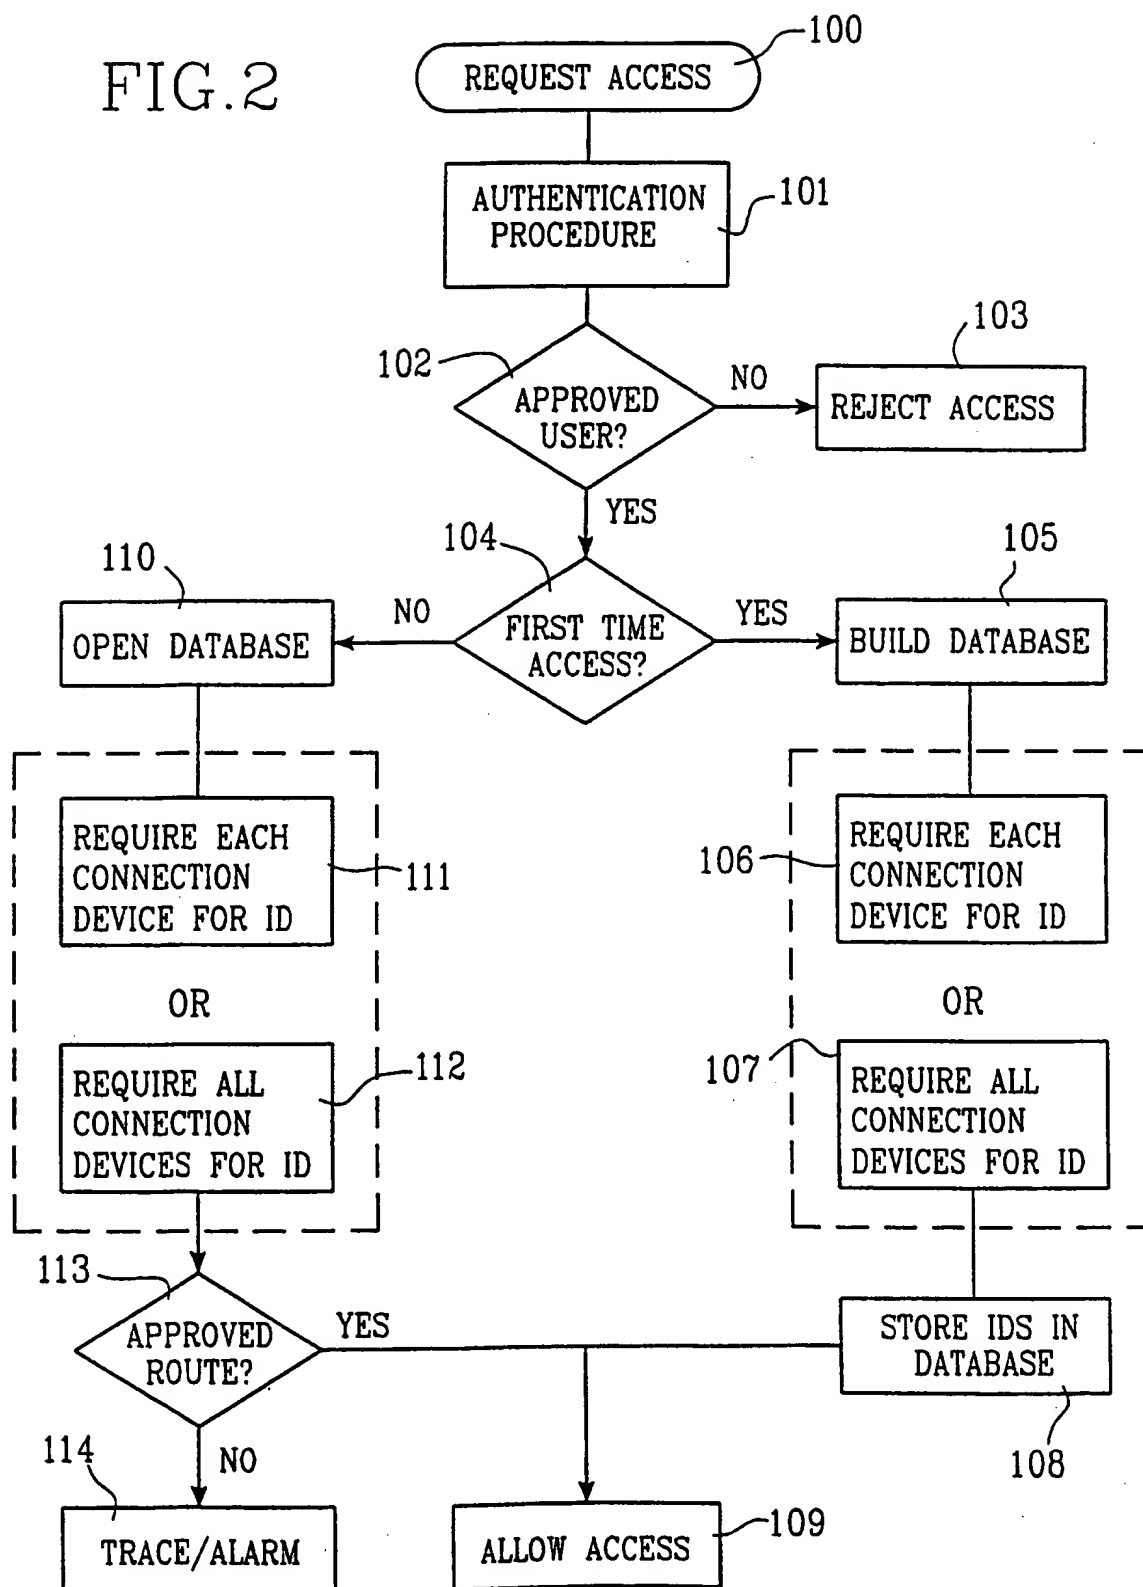 FIG.2
100
REQUEST ACCESS
AUTHENTICATION
PROCEDURE
101
102
APPROVED
USER?
NO
103
REJECT ACCESS
YES
104
FIRST TIME
ACCESS?
NO
YES
110
OPEN DATABASE
105
BUILD DATABASE
REQUIRE EACH
CONNECTION
DEVICE FOR ID
111
OR
REQUIRE ALL
CONNECTION
DEVICES FOR ID
112
106
REQUIRE EACH
CONNECTION
DEVICE FOR ID
OR
107
REQUIRE ALL
CONNECTION
DEVICES FOR ID
113
APPROVED
ROUTE?
YES
STORE IDS IN
DATABASE
108
NO
114
TRACE/ALARM
ALLOW ACCESS
109